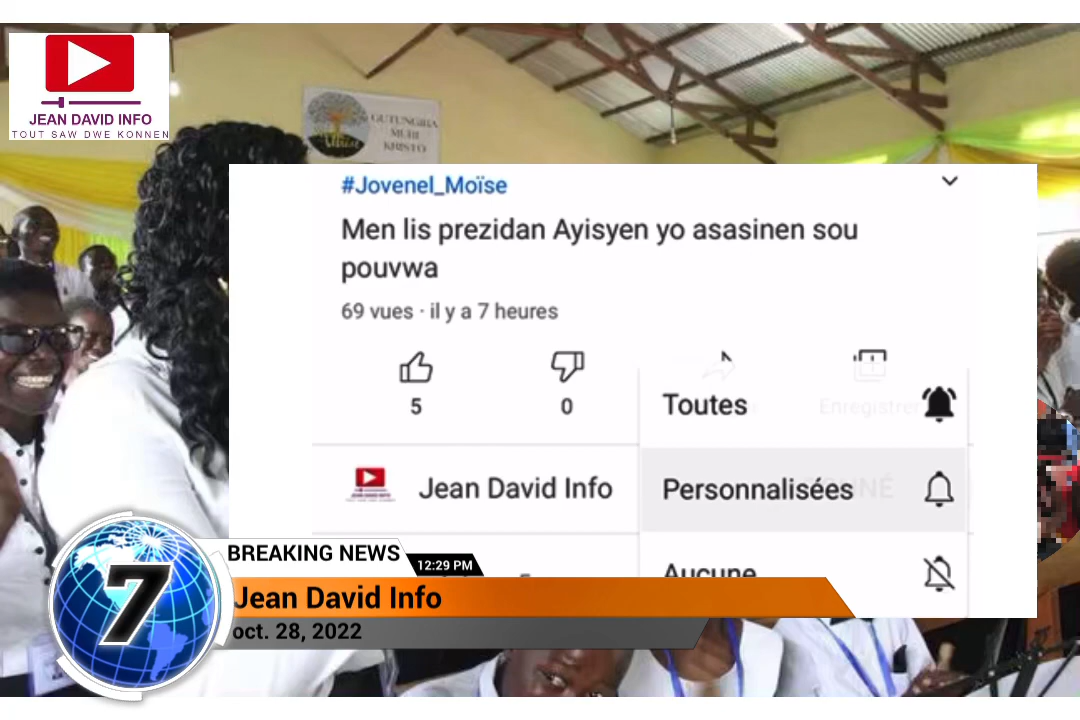 JEAN DAVID INFO
TOUT SAW DWE KONNEN
GUTUNGIRA
MURI
KRISTO
#Jovenel_Moïse
Men lis prezidan Ayisyen yo asasinen sou
pouvwa
69 vues · il y a 7 heures
5
0
Toutes
Enregistrer
Jean David Info
Personnalisées
Aucune
7
BREAKING NEWS
12:29 PM
Jean David Info
oct. 28, 2022